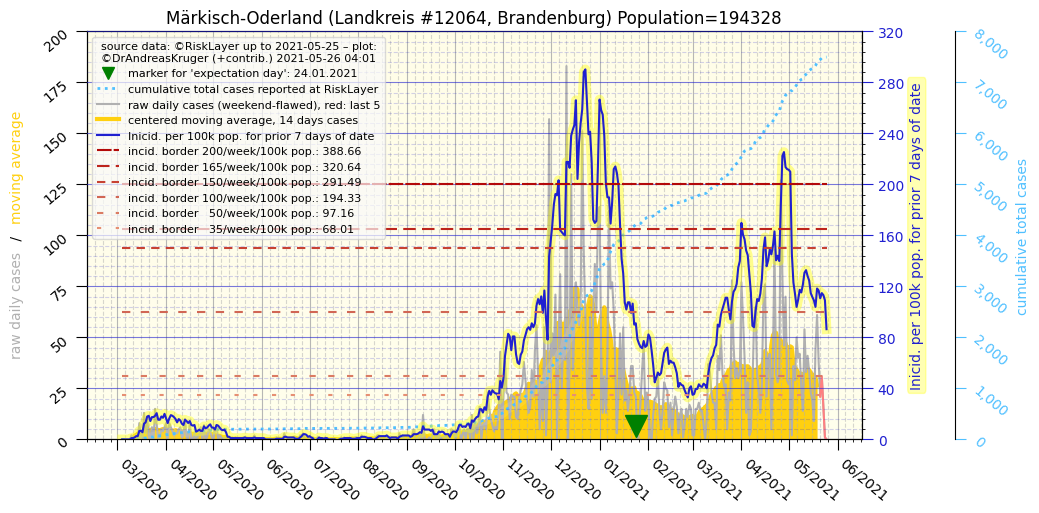 Märkisch-Oderland (Landkreis #12064, Brandenburg) Population=194328
source data: ©RiskLayer up to 2021-05-25 – plot:
©DrAndreasKruger (+contrib.) 2021-05-26 04:01
marker for 'expectation day': 24.01.2021
cumulative total cases reported at RiskLayer
raw daily cases (weekend-flawed), red: last 5
centered moving average, 14 days cases
Inicid. per 100k pop. for prior 7 days of date
incid. border 200/week/100k pop.: 388.66
incid. border 165/week/100k pop.: 320.64
incid. border 150/week/100k pop.: 291.49
incid. border 100/week/100k pop.: 194.33
incid. border   50/week/100k pop.: 97.16
incid. border   35/week/100k pop.: 68.01
raw daily cases   /   moving average
200
175
150
125
100
75
50
25
0
320
280
240
200
160
120
80
40
0
Inicid. per 100k pop. for prior 7 days of date
8,000
7,000
6,000
5,000
4,000
3,000
2,000
1,000
0
cumulative total cases
03/2020
04/2020
05/2020
06/2020
07/2020
08/2020
09/2020
10/2020
11/2020
12/2020
01/2021
02/2021
03/2021
04/2021
05/2021
06/2021